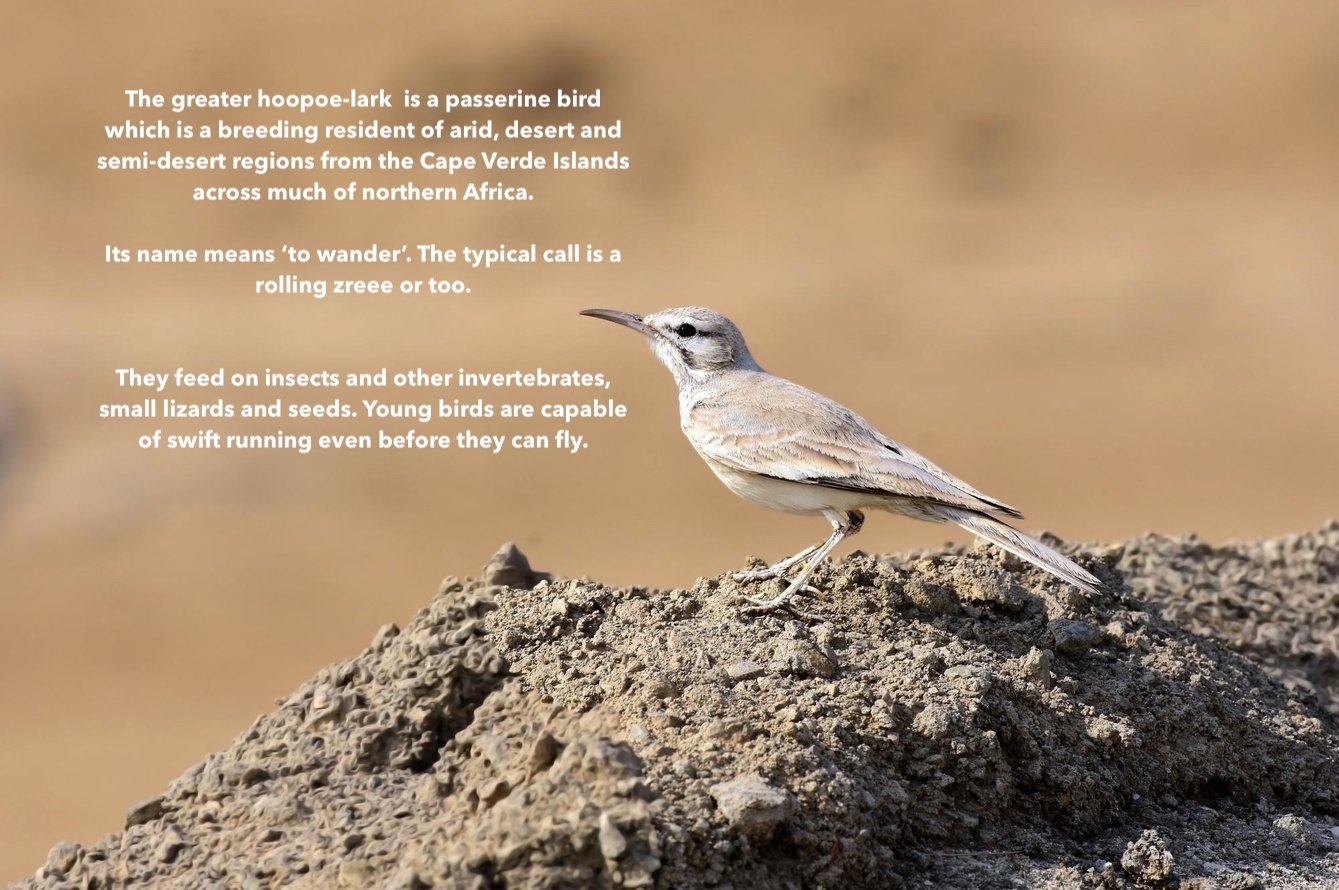 The greater hoopoe-lark  is a passerine bird
which is a breeding resident of arid, desert and
semi-desert regions from the Cape Verde Islands
across much of northern Africa.
Its name means ‘to wander’. The typical call is a
rolling zreee or too.
They feed on insects and other invertebrates,
small lizards and seeds. Young birds are capable
of swift running even before they can fly.